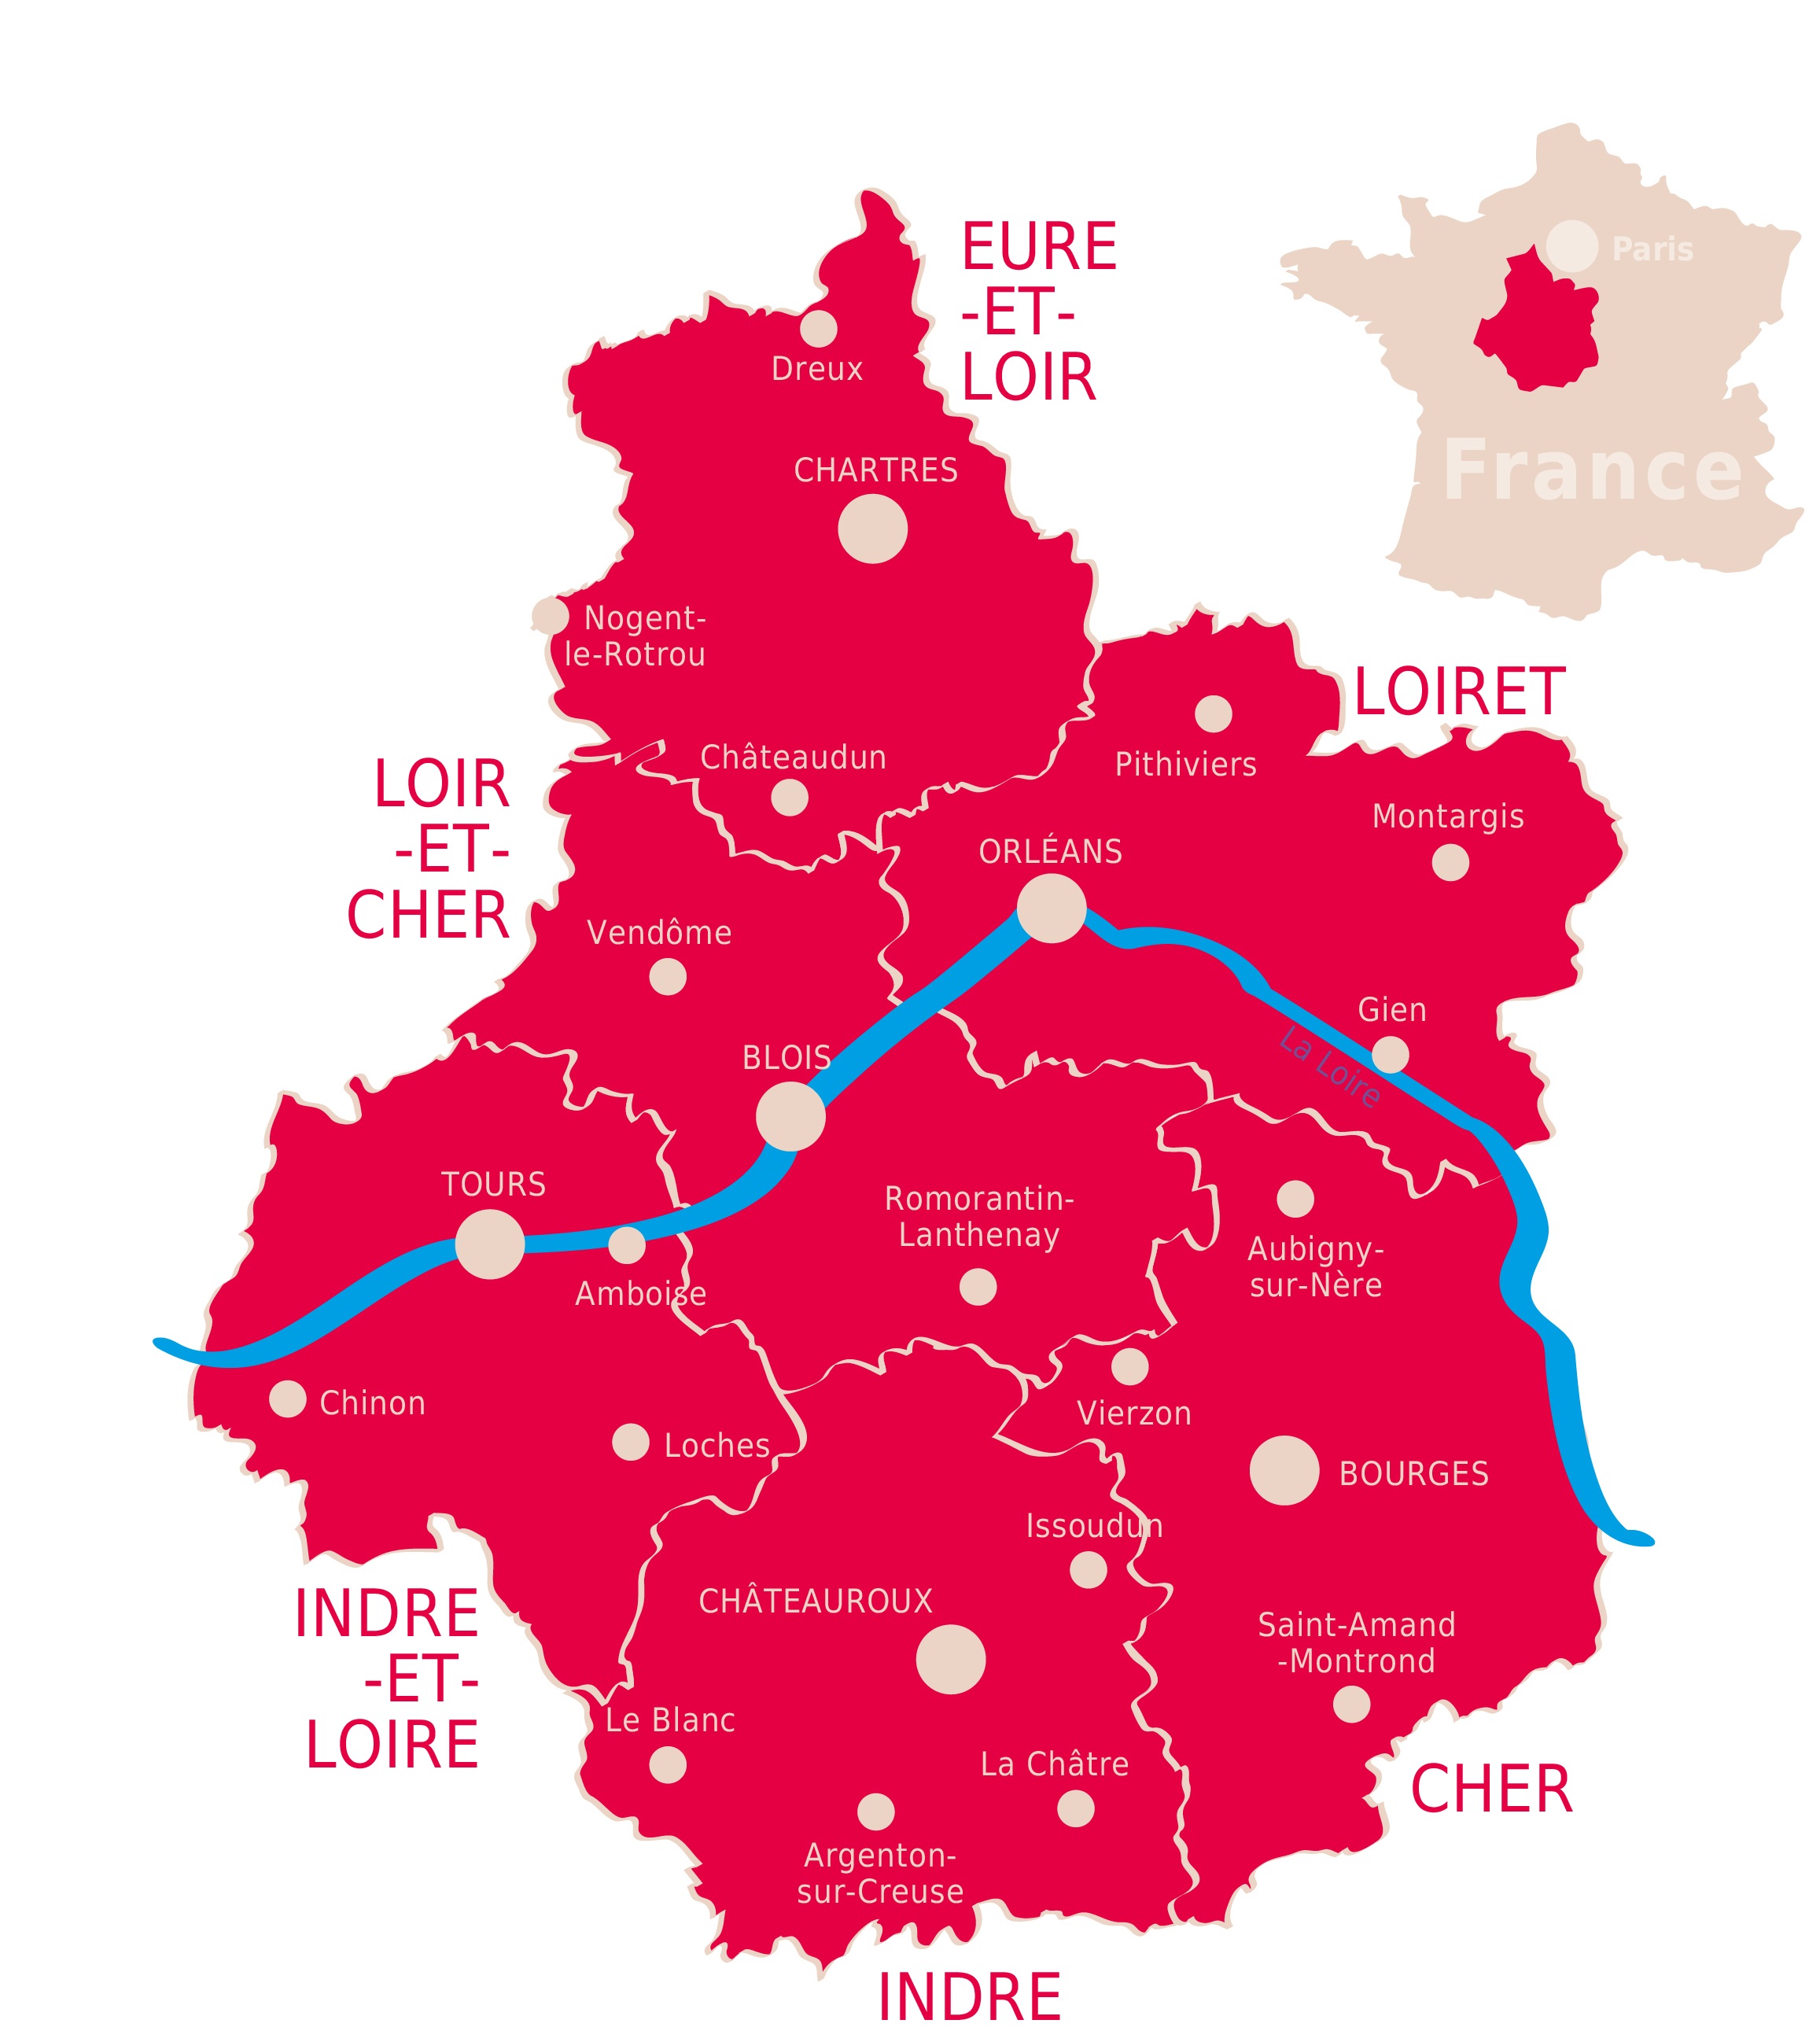 EURE
-ET-
LOIR
Paris
France
Dreux
CHARTRES
Nogent-
le-Rotrou
LOIRET
Châteaudun
Pithiviers
LOIR
-ET-
CHER
Montargis
ORLÉANS
Vendôme
Gien
La Loire
BLOIS
TOURS
Romorantin-
Lanthenay
Aubigny-
sur-Nère
Amboise
Chinon
Vierzon
Loches
BOURGES
Issoudun
CHÂTEAUROUX
INDRE
-ET-
LOIRE
Saint-Amand
-Montrond
Le Blanc
La Châtre
CHER
Argenton-
sur-Creuse
INDRE